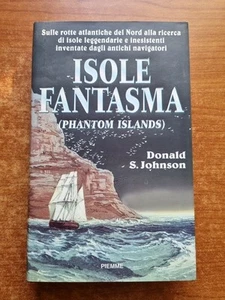 Sulle rotte atlantiche del Nord alla ricerca
di isole leggendarie e inesistenti
inventate dagli antichi navigatori
ISOLE
FANTASMA
(PHANTOM ISLANDS)
Donald
S. Johnson
PIEMME